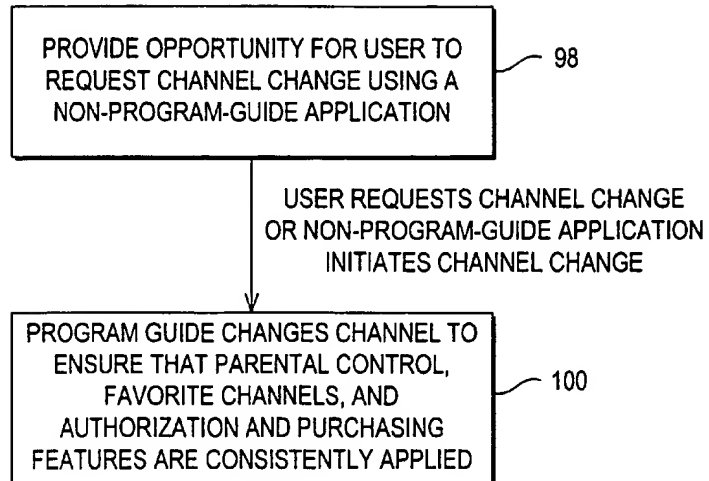 PROVIDE OPPORTUNITY FOR USER TO
REQUEST CHANNEL CHANGE USING A
NON-PROGRAM-GUIDE APPLICATION
98
USER REQUESTS CHANNEL CHANGE
OR NON-PROGRAM-GUIDE APPLICATION
INITIATES CHANNEL CHANGE
PROGRAM GUIDE CHANGES CHANNEL TO
ENSURE THAT PARENTAL CONTROL,
FAVORITE CHANNELS, AND
AUTHORIZATION AND PURCHASING
FEATURES ARE CONSISTENTLY APPLIED
100